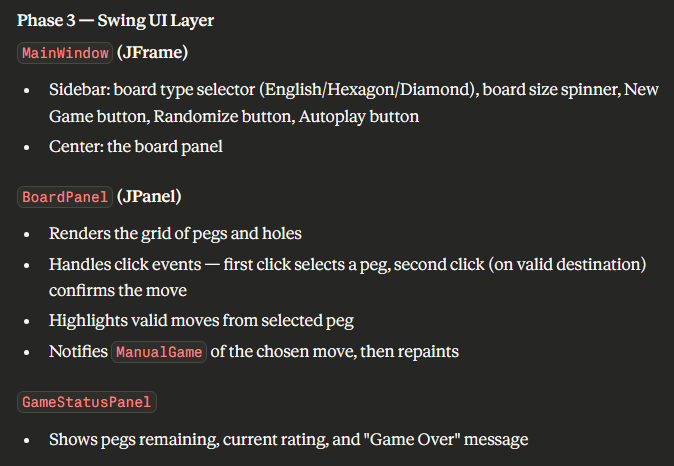 Phase 3 — Swing UI Layer
MainWindow (JFrame)
• Sidebar: board type selector (English/Hexagon/Diamond), board size spinner, New
Game button, Randomize button, Autoplay button
• Center: the board panel
BoardPanel (JPanel)
• Renders the grid of pegs and holes
• Handles click events — first click selects a peg, second click (on valid destination)
confirms the move
• Highlights valid moves from selected peg
• Notifies ManualGame of the chosen move, then repaints
GameStatusPanel
• Shows pegs remaining, current rating, and "Game Over" message